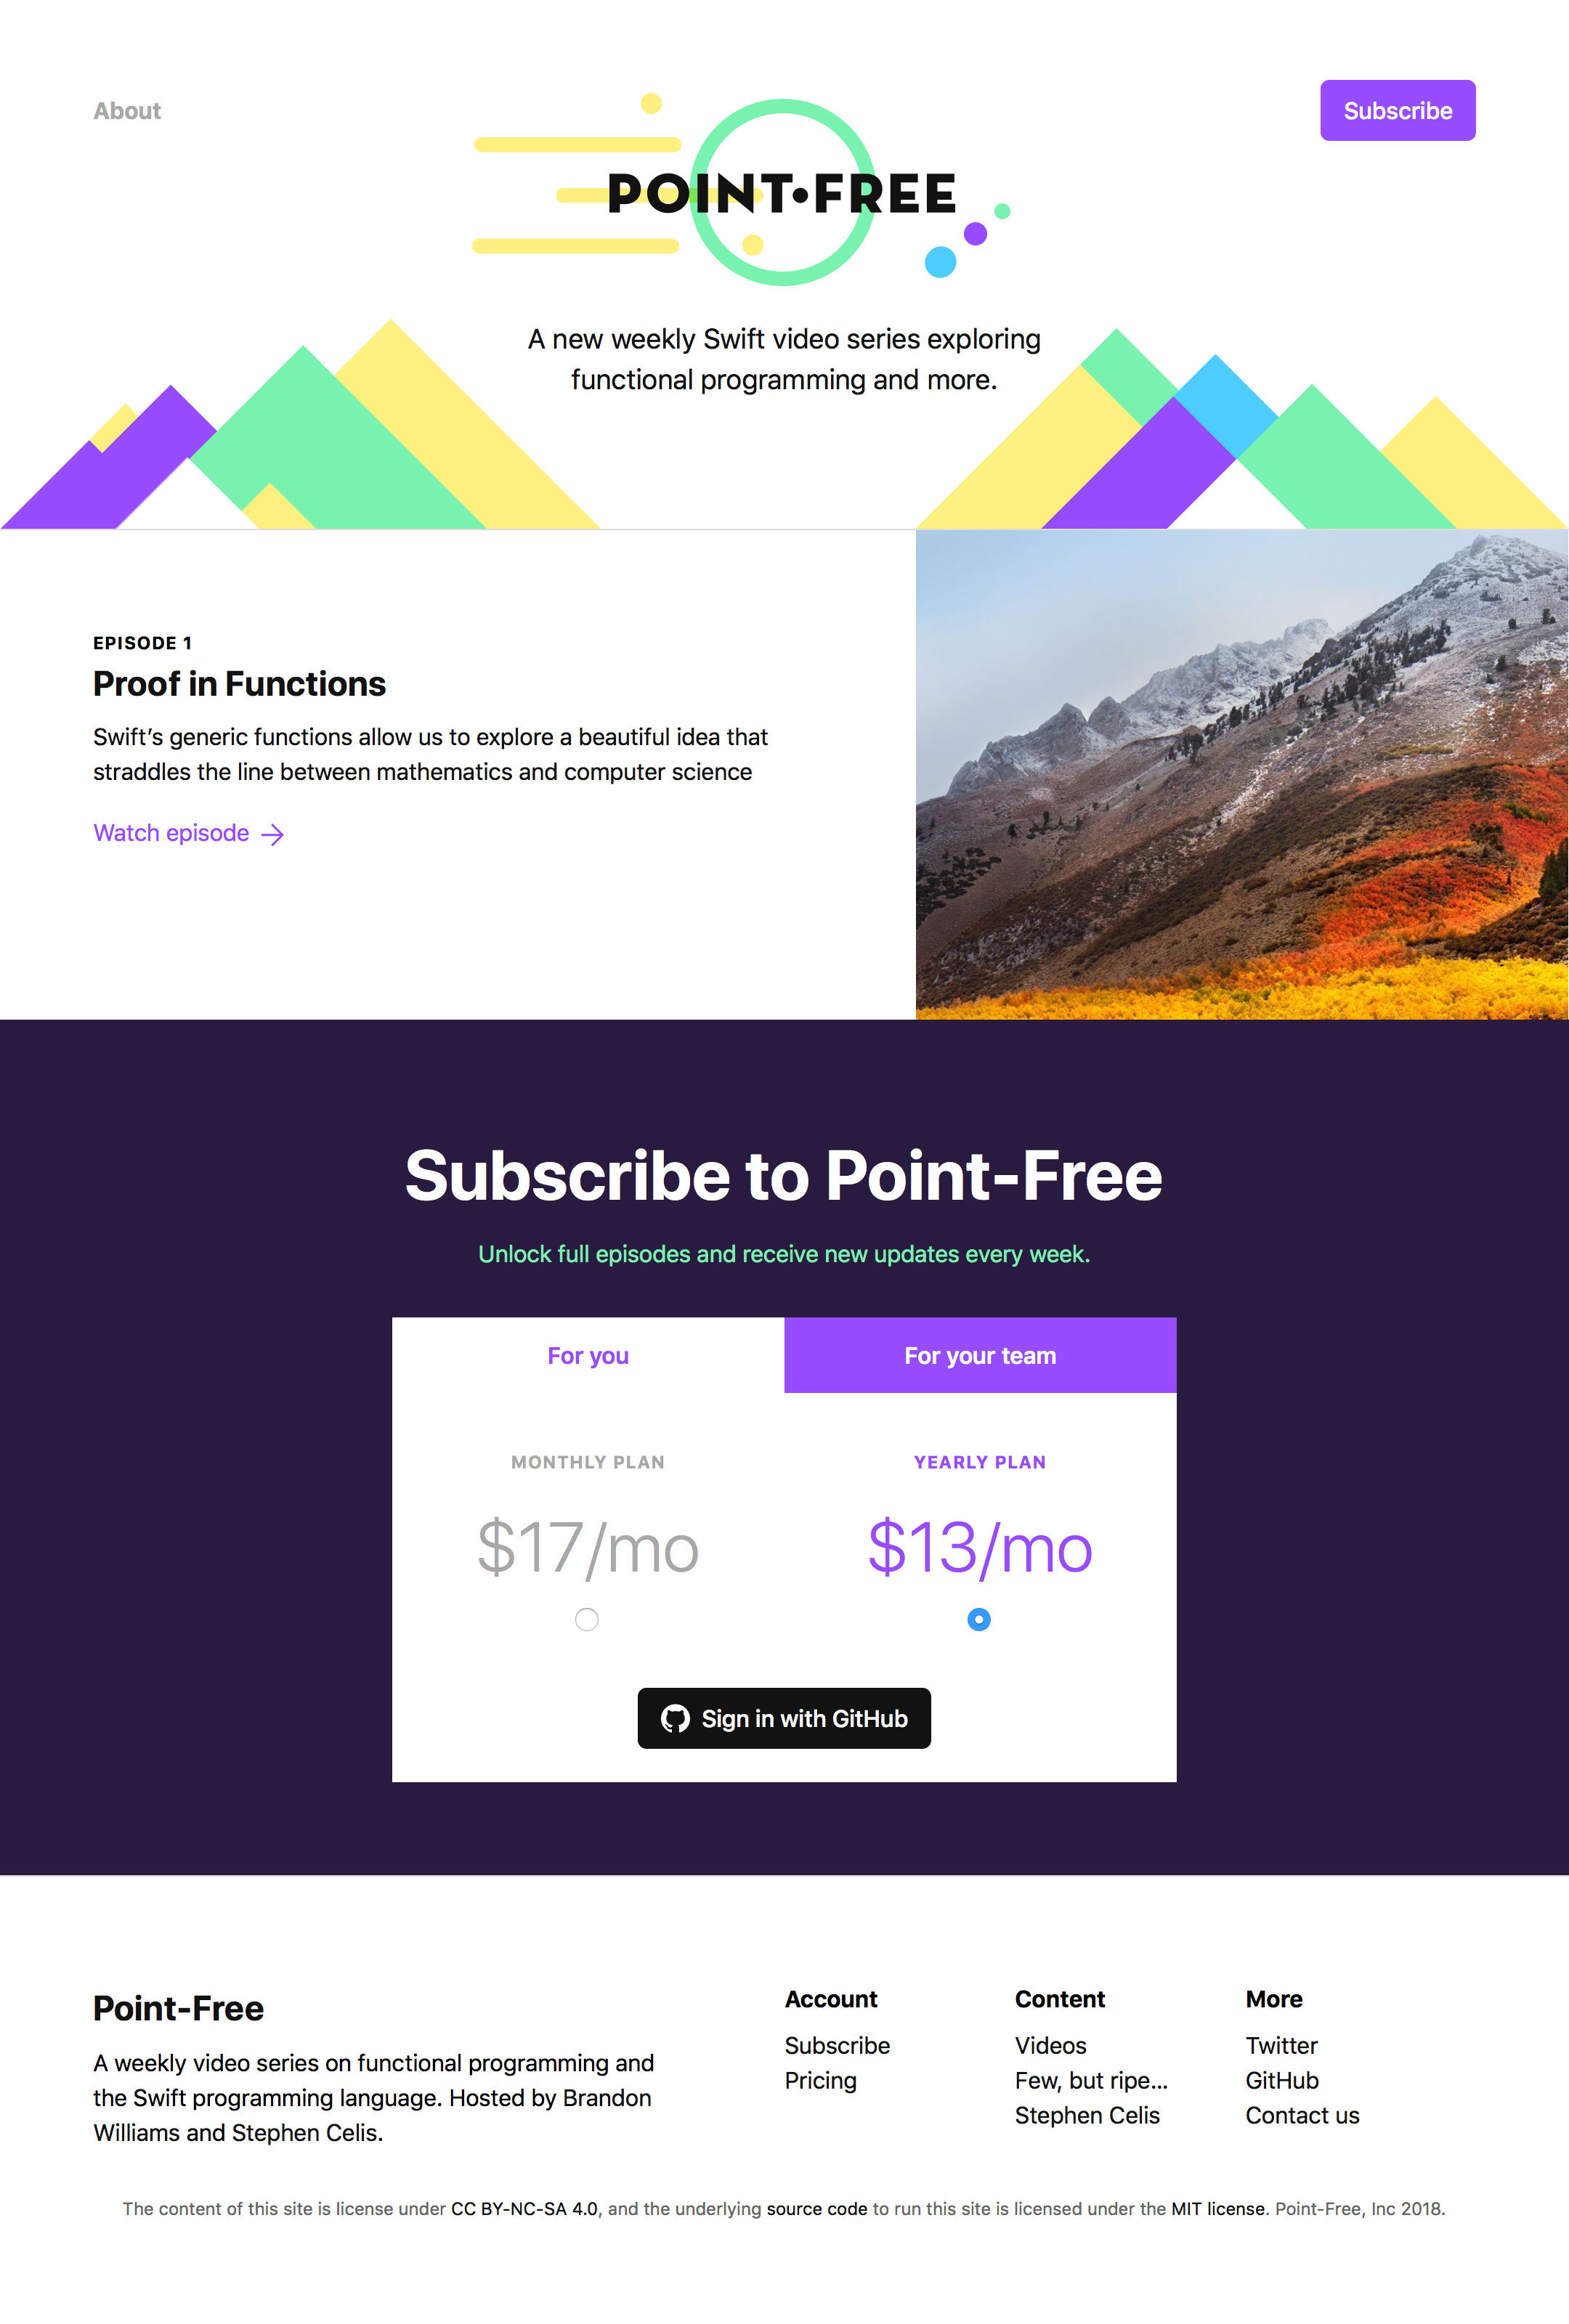 About
Subscribe
POINT•FREE
A new weekly Swift video series exploring
functional programming and more.
EPISODE 1
Proof in Functions
Swift’s generic functions allow us to explore a beautiful idea that
straddles the line between mathematics and computer science
Watch episode
Subscribe to Point-Free
Unlock full episodes and receive new updates every week.
For you
For your team
MONTHLY PLAN
$17/mo
YEARLY PLAN
$13/mo
Sign in with GitHub
Point-Free
A weekly video series on functional programming and
the Swift programming language. Hosted by Brandon
Williams and Stephen Celis.
Account
Subscribe
Pricing
Content
Videos
Few, but ripe...
Stephen Celis
More
Twitter
GitHub
Contact us
The content of this site is license under CC BY-NC-SA 4.0, and the underlying source code to run this site is licensed under the MIT license. Point-Free, Inc 2018.